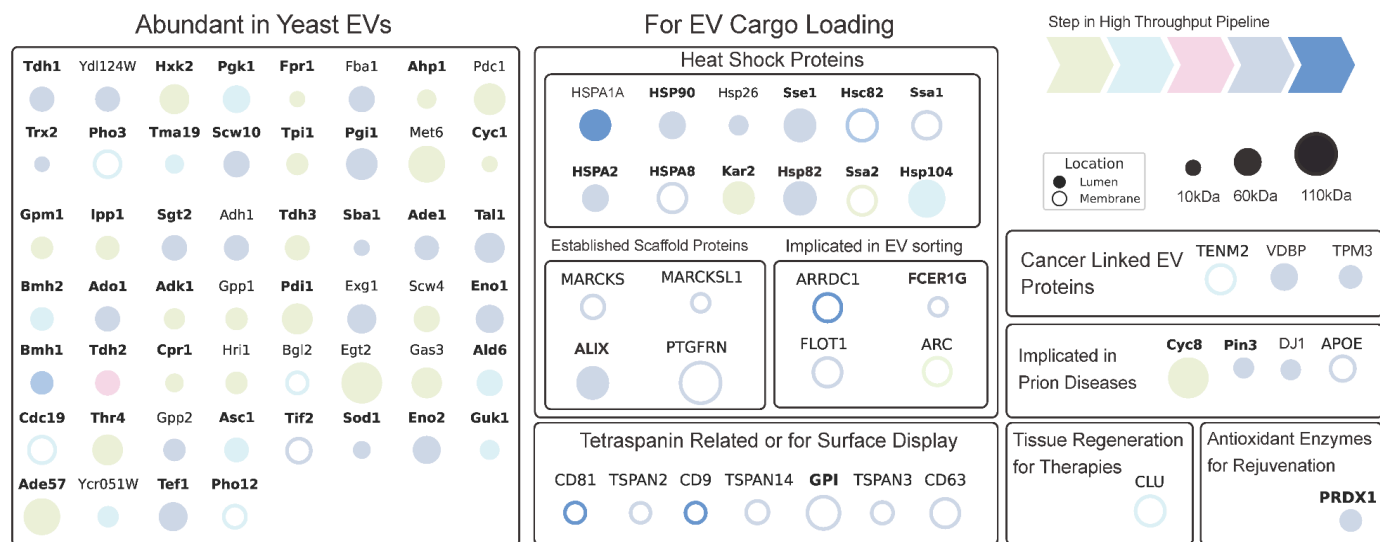 Abundant in Yeast EVs
Tdh1 Ydl124W Hxk2 Pgk1 Fpr1 Fba1 Ahp1 Pdc1
Trx2 Pho3 Tma19 Scw10 Tpi1 Pgi1 Met6 Cyc1
Gpm1 Ipp1 Sgt2 Adh1 Tdh3 Sba1 Ade1 Tal1
Bmh2 Ado1 Adk1 Gpp1 Pdi1 Exg1 Scw4 Eno1
Bmh1 Tdh2 Cpr1 Hri1 Bgl2 Egt2 Gas3 Ald6
Cdc19 Thr4 Gpp2 Asc1 Tif2 Sod1 Eno2 Guk1
Ade57 Ycr051W Tef1 Pho12
For EV Cargo Loading
Heat Shock Proteins
HSPA1A HSP90 Hsp26 Sse1 Hsc82 Ssa1
HSPA2 HSPA8 Kar2 Hsp82 Ssa2 Hsp104
Established Scaffold Proteins
MARCKS MARCKSL1
ALIX PTGFRN
Implicated in EV sorting
ARRDC1 FCER1G
FLOT1 ARC
Tetraspanin Related or for Surface Display
CD81 TSPAN2 CD9 TSPAN14 GPI TSPAN3 CD63
Step in High Throughput Pipeline
Location
Lumen
Membrane
10kDa 60kDa 110kDa
Cancer Linked EV
Proteins
TENM2 VDBP TPM3
Implicated in
Prion Diseases
Cyc8 Pin3 DJ1 APOE
Tissue Regeneration
for Therapies
CLU
Antioxidant Enzymes
for Rejuvenation
PRDX1